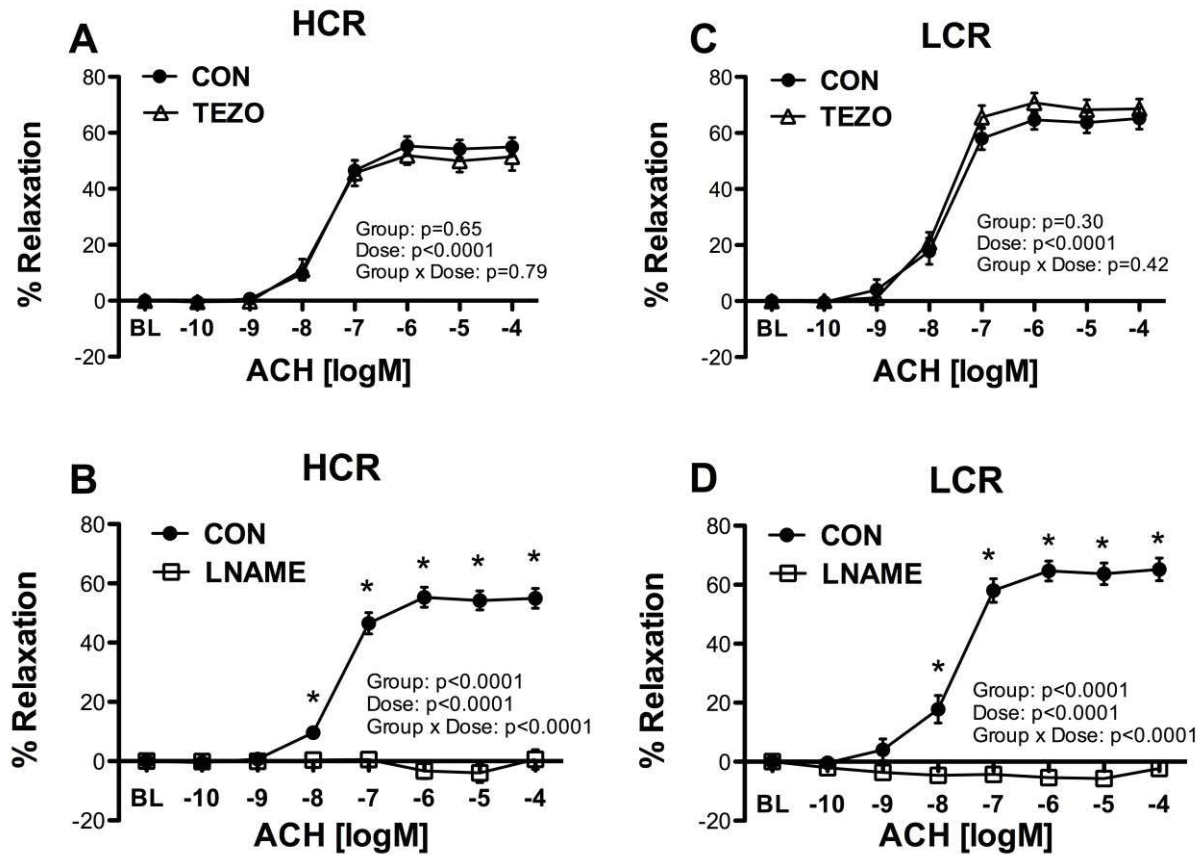 A
HCR
CON
TEZO
% Relaxation
80
60
40
20
0
-20
Group: p=0.65
Dose: p<0.0001
Group x Dose: p=0.79
BL -10 -9 -8 -7 -6 -5 -4
ACH [logM]
C
LCR
CON
TEZO
% Relaxation
80
60
40
20
0
-20
Group: p=0.30
Dose: p<0.0001
Group x Dose: p=0.42
BL -10 -9 -8 -7 -6 -5 -4
ACH [logM]
B
HCR
CON
LNAME
% Relaxation
80
60
40
20
0
-20
* * * * *
Group: p<0.0001
Dose: p<0.0001
Group x Dose: p<0.0001
BL -10 -9 -8 -7 -6 -5 -4
ACH [logM]
D
LCR
CON
LNAME
% Relaxation
80
60
40
20
0
-20
* * * * *
Group: p<0.0001
Dose: p<0.0001
Group x Dose: p<0.0001
BL -10 -9 -8 -7 -6 -5 -4
ACH [logM]